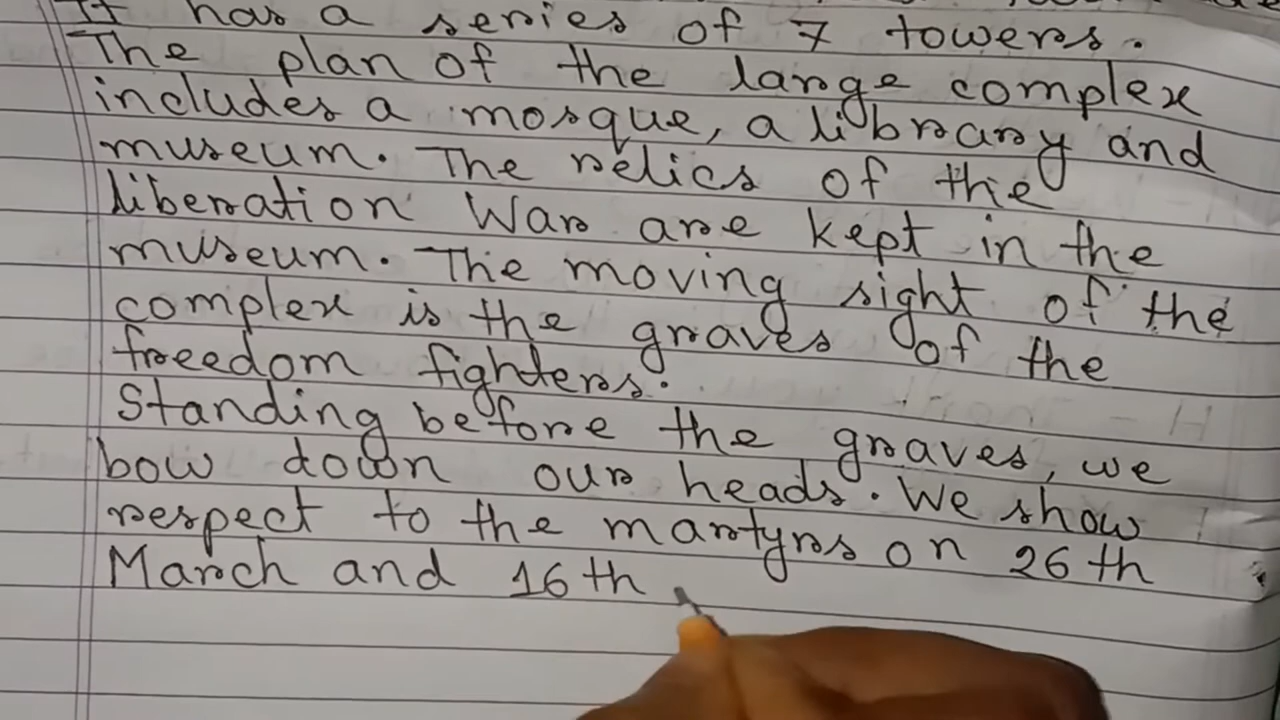 It has a series of 7 towers.
The plan of the large complex
includes a mosque, a library and
museum. The relics of the
liberation War are kept in the
museum. The moving sight of the
complex is the graves of the
freedom fighters.
Standing before the graves, we
bow down our heads. We show
respect to the martyrs on 26th
March and 16th